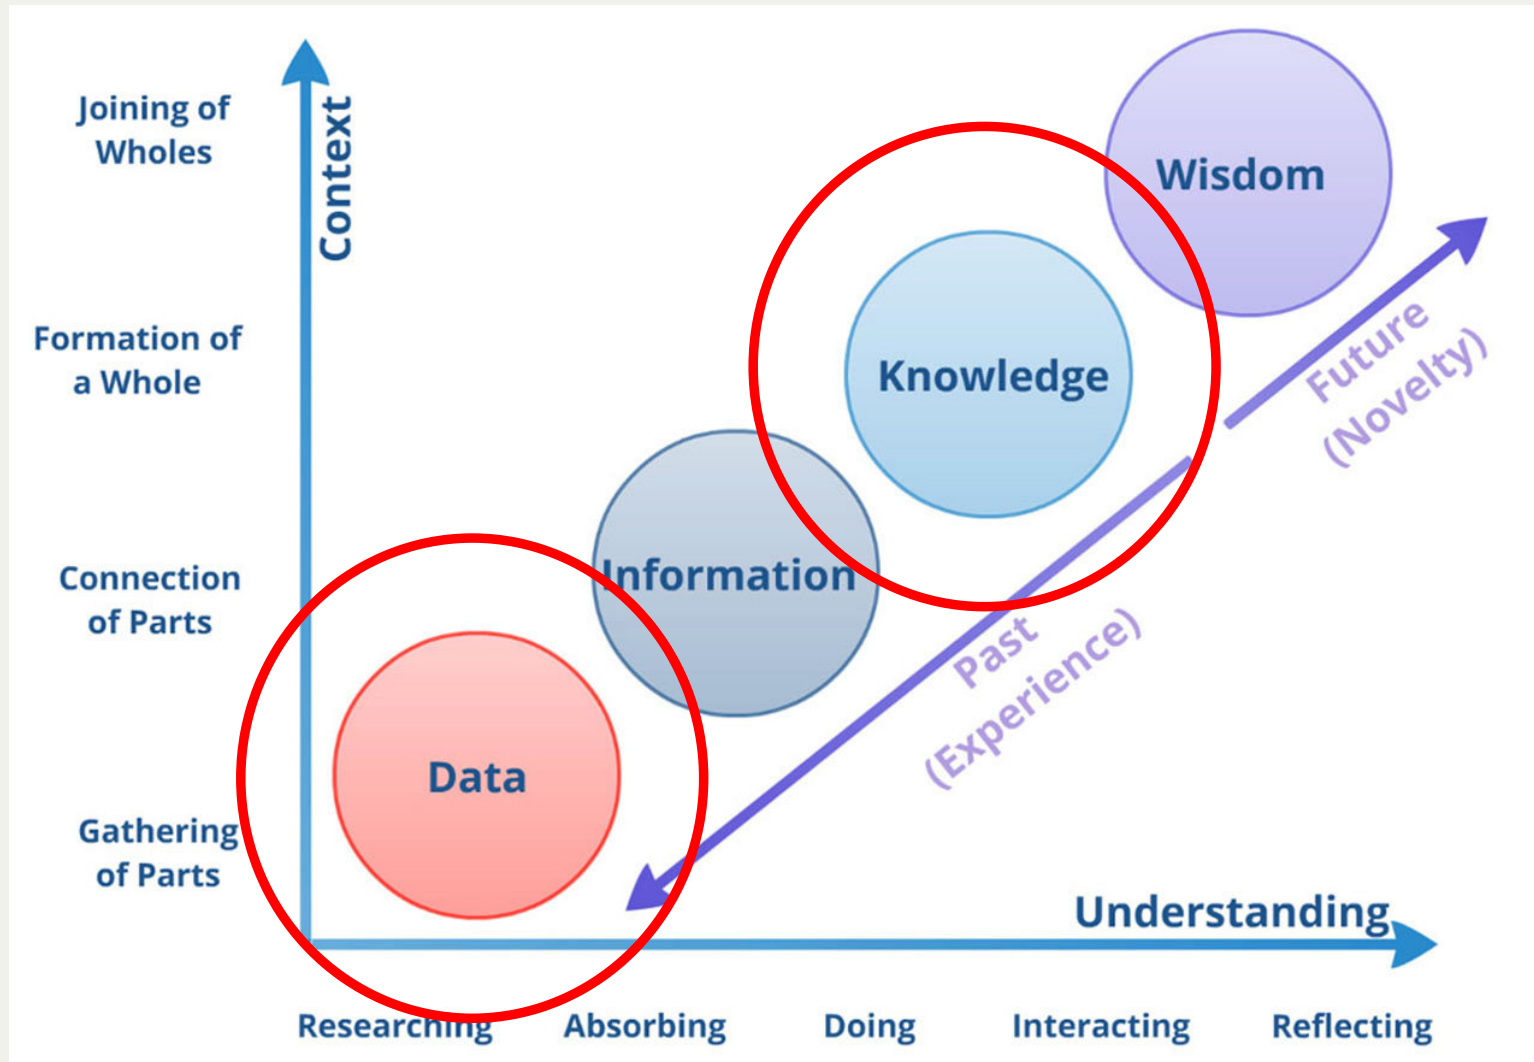 Joining of
Wholes
Context
Wisdom
Formation of
a Whole
Knowledge
Future
(Novelty)
Connection
of Parts
Information
Past
(Experience)
Data
Gathering
of Parts
Understanding
Researching
Absorbing
Doing
Interacting
Reflecting